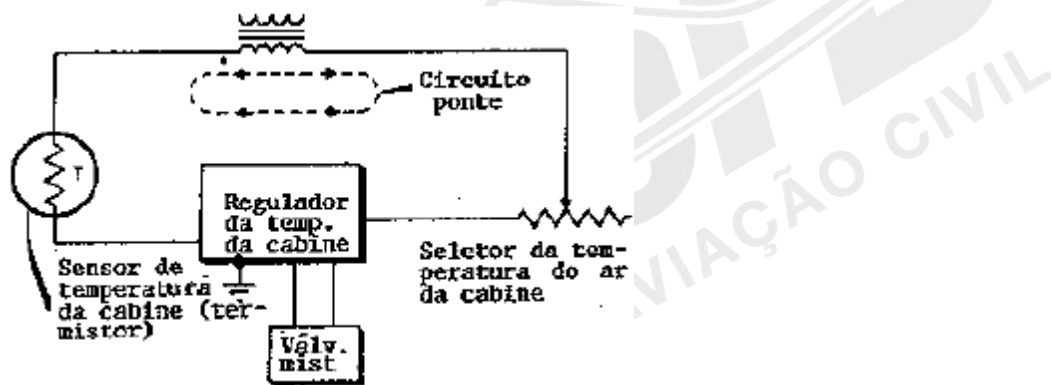 Circuito
ponte
T
Regulador
da temp.
da cabine
Seletor da tem-
peratura do ar
da cabine
Sensor de
temperatura
da cabine (ter-
mistor)
Válv.
mist
AVIAÇÃO CIVIL